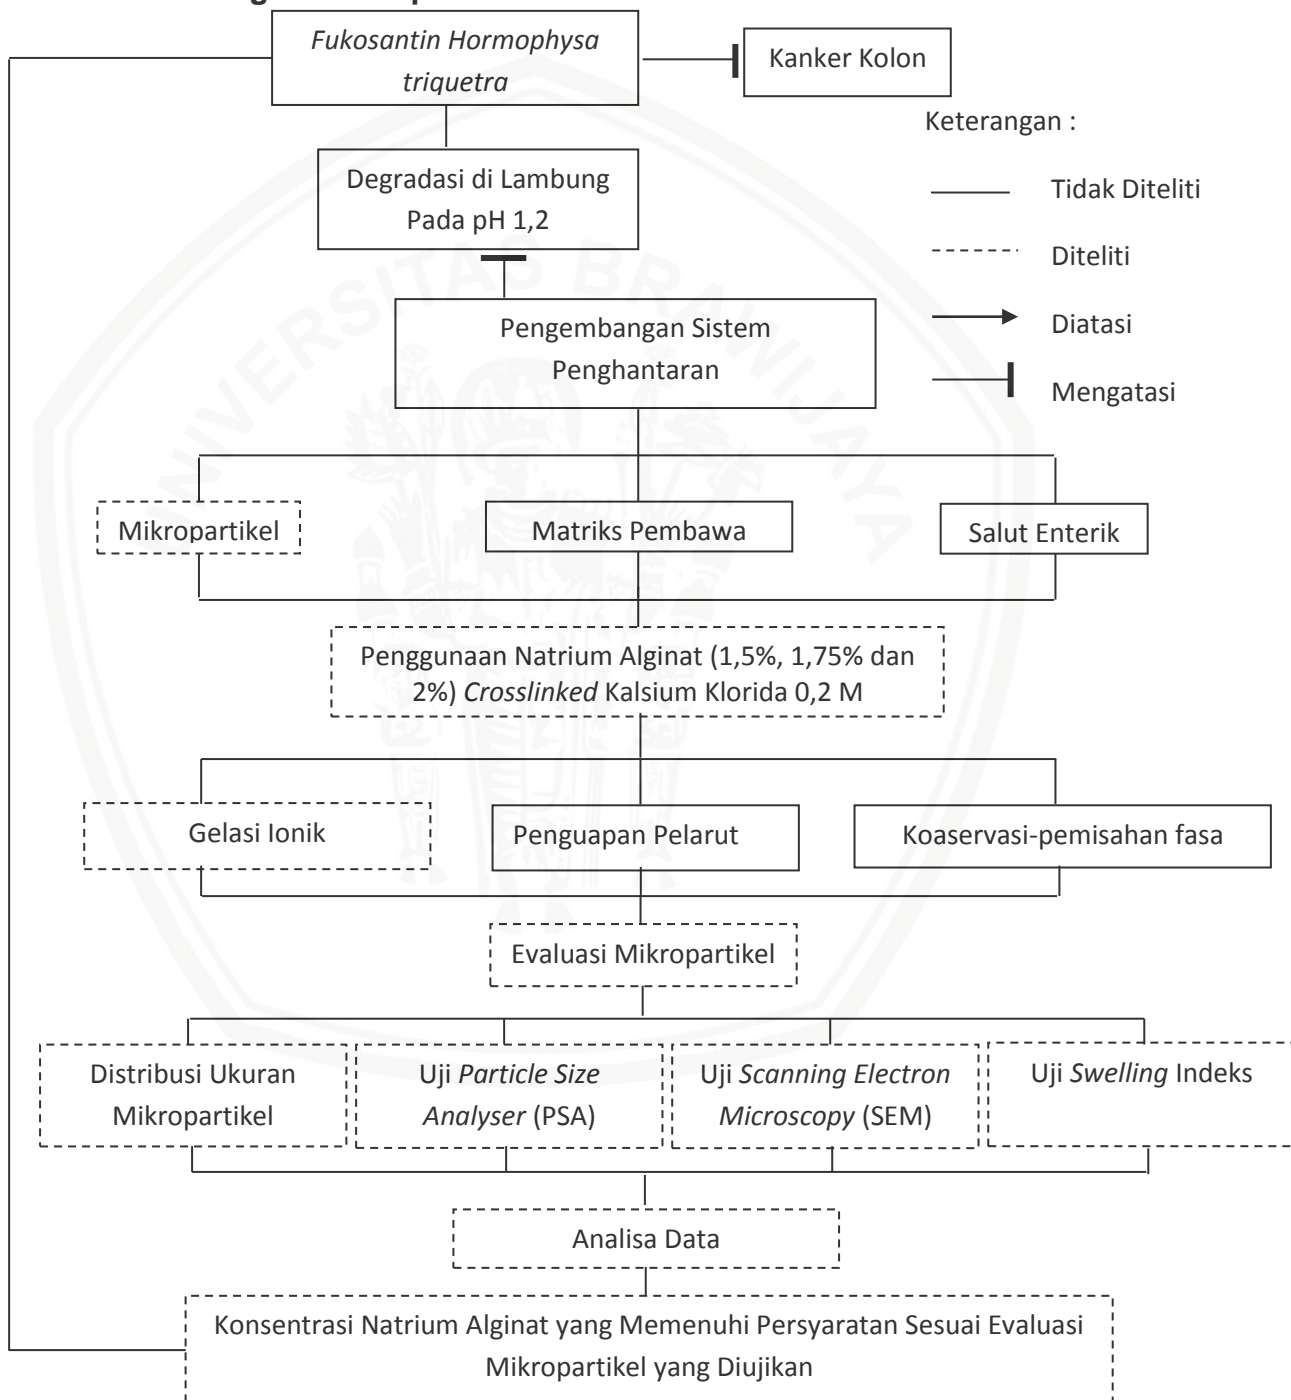 Fukosantin Hormophysa
triquetra
Kanker Kolon
Keterangan :
Tidak Diteliti
Diteliti
Diatasi
Mengatasi
Degradasi di Lambung
Pada pH 1,2
Pengembangan Sistem
Penghantaran
Mikropartikel
Matriks Pembawa
Salut Enterik
Penggunaan Natrium Alginat (1,5%, 1,75% dan
2%) Crosslinked Kalsium Klorida 0,2 M
Gelasi Ionik
Penguapan Pelarut
Koaservasi-pemisahan fasa
Evaluasi Mikropartikel
Distribusi Ukuran
Mikropartikel
Uji Particle Size
Analyser (PSA)
Uji Scanning Electron
Microscopy (SEM)
Uji Swelling Indeks
Analisa Data
Konsentrasi Natrium Alginat yang Memenuhi Persyaratan Sesuai Evaluasi
Mikropartikel yang Diujikan
UNIVERSITAS BRAWIJAYA